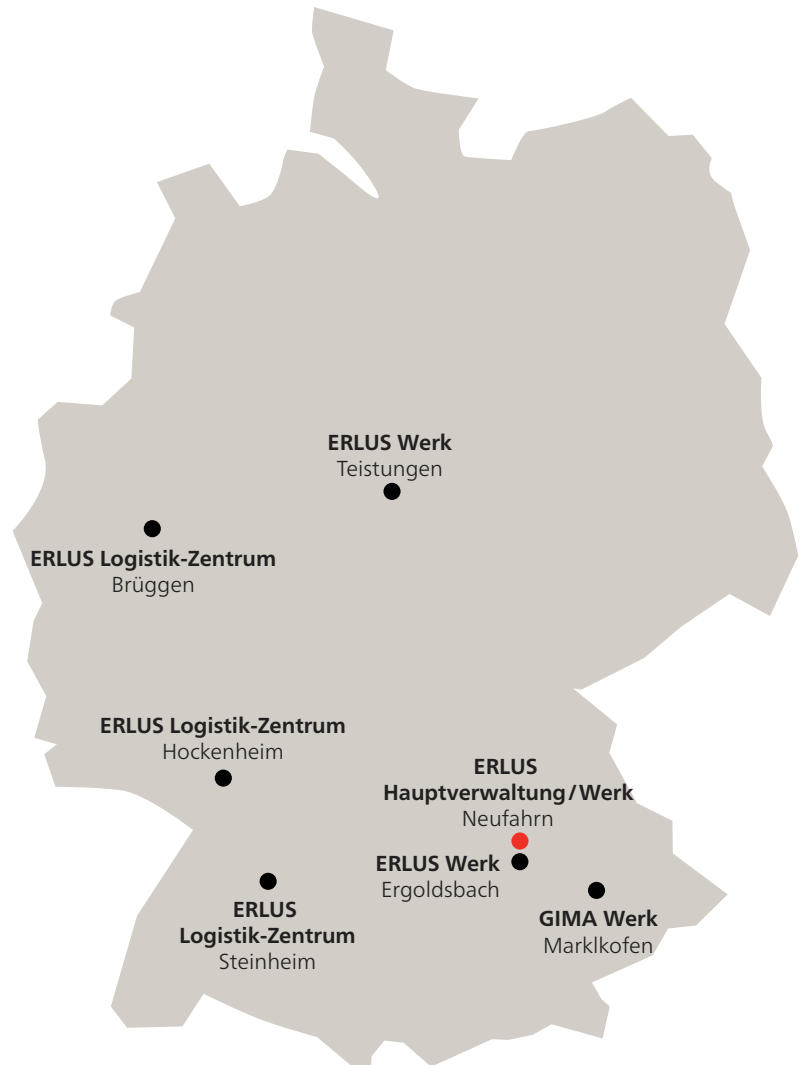 ERLUS Werk
Teistungen
ERLUS Logistik-Zentrum
Brüggen
ERLUS Logistik-Zentrum
Hockenheim
ERLUS
Hauptverwaltung/Werk
Neufahrn
ERLUS Werk
Ergoldsbach
ERLUS
Logistik-Zentrum
Steinheim
GIMA Werk
Marklkofen